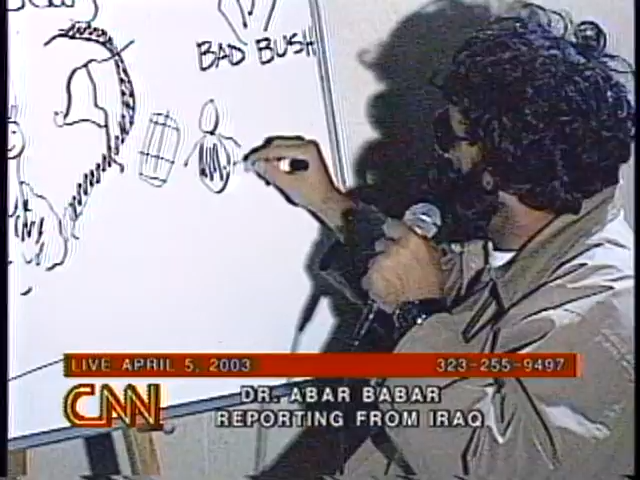 BAD BUSH
LIVE APRIL 5, 2003
323-255-9497
CNN
DR. ABAR BABAR
REPORTING FROM IRAQ